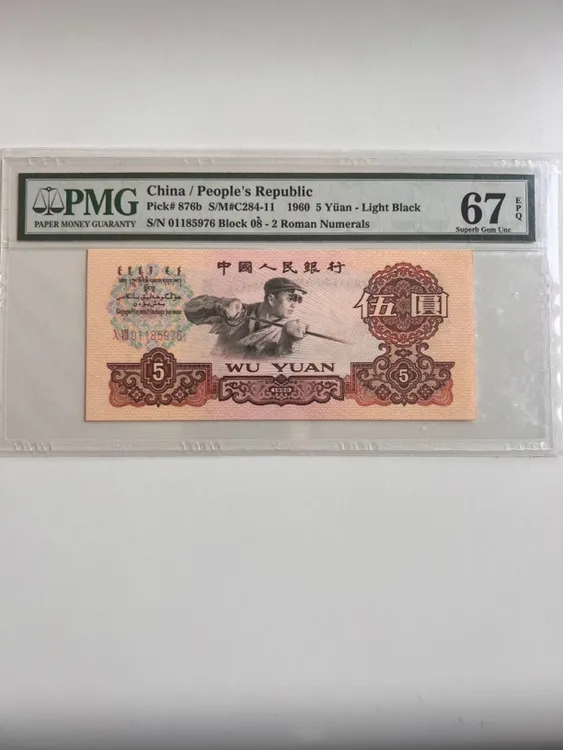 PMG
PAPER MONEY GUARANTY
China / People's Republic
Pick# 876b S/M#C284-11 1960 5 Yüan - Light Black
S/N 01185976 Block 08 - 2 Roman Numerals
67 EPQ
Superb Gem Unc
中國人民銀行
伍圓
01185976
WU YUAN
5
1960
5